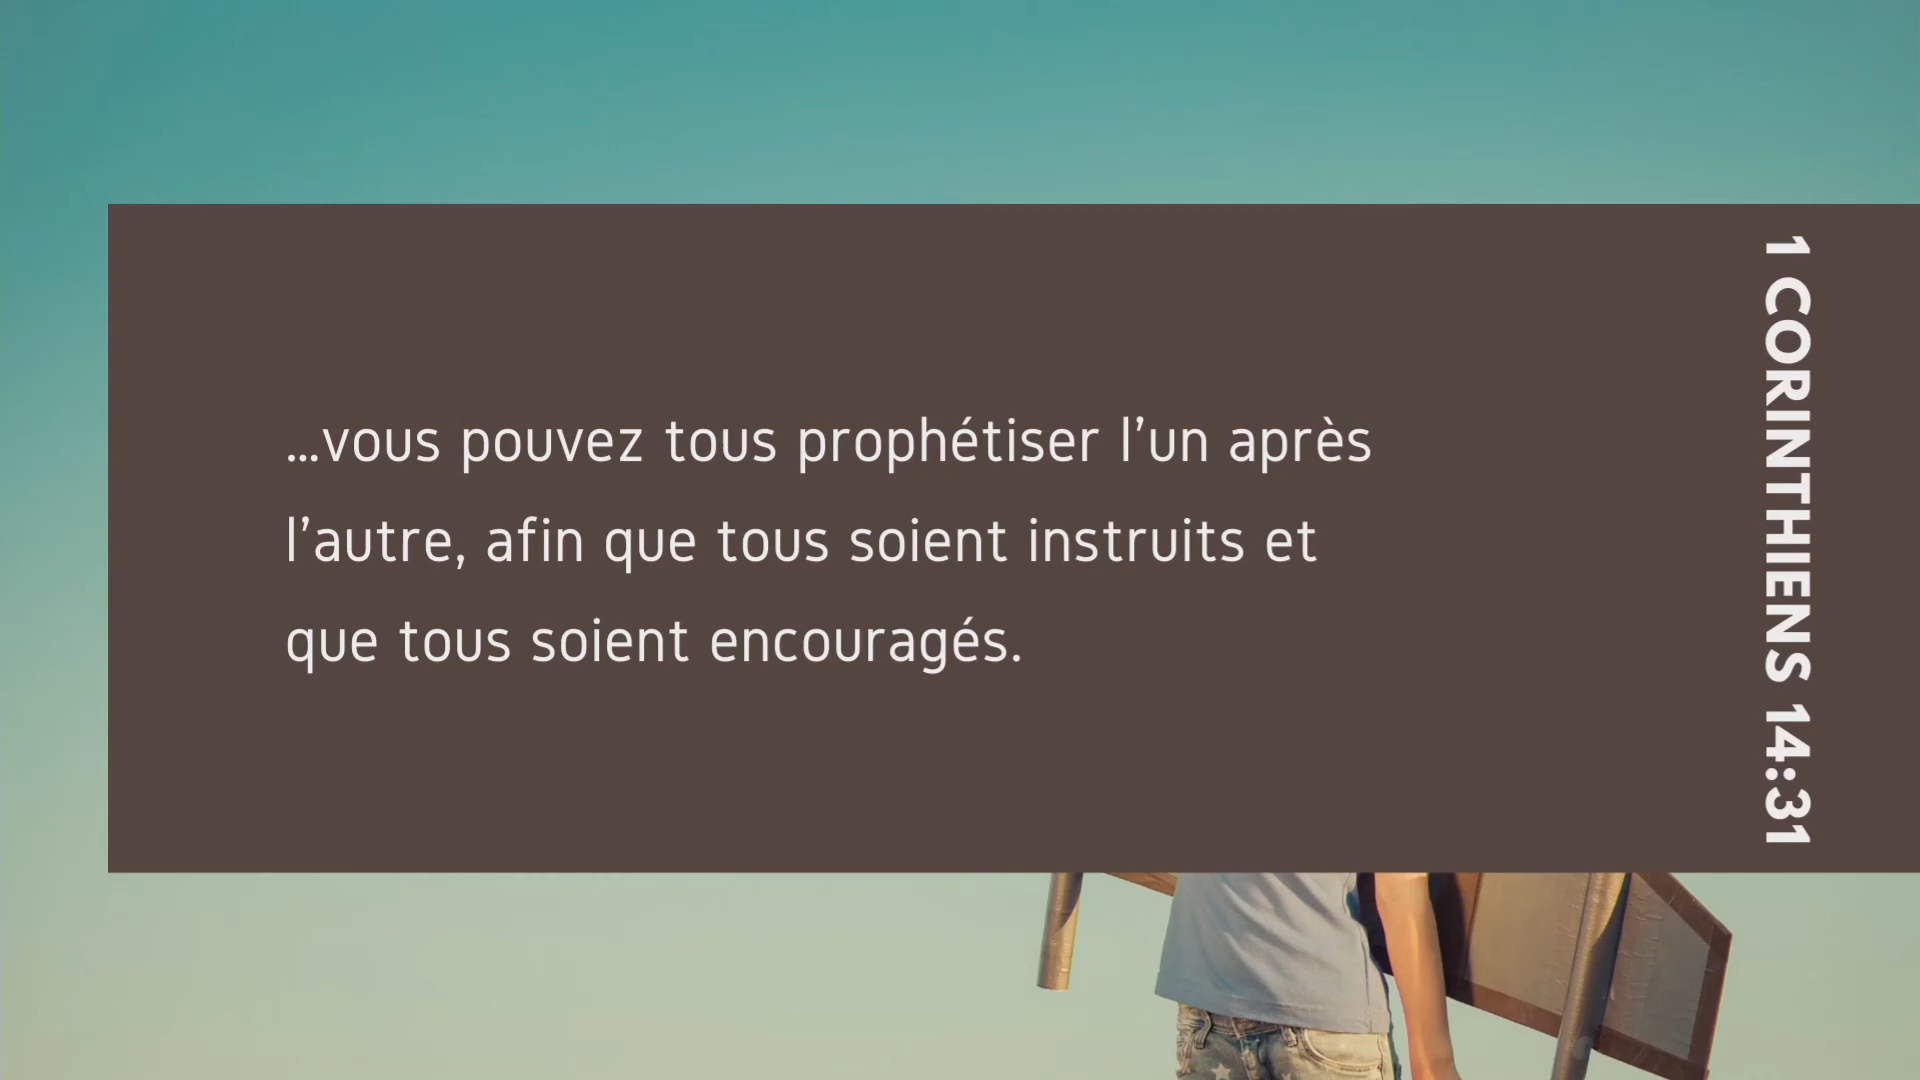 ...vous pouvez tous prophétiser l'un après
l'autre, afin que tous soient instruits et
que tous soient encouragés.
1 CORINTHIENS 14:31